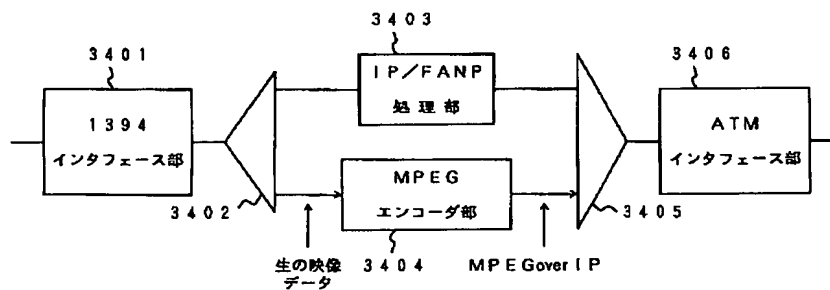 3403
3401
3406
IP/FANP
処理部
1394
インタフェース部
ATM
インタフェース部
MPEG
エンコーダ部
3402
3405
生の映像
データ
3404
MPEGover IP